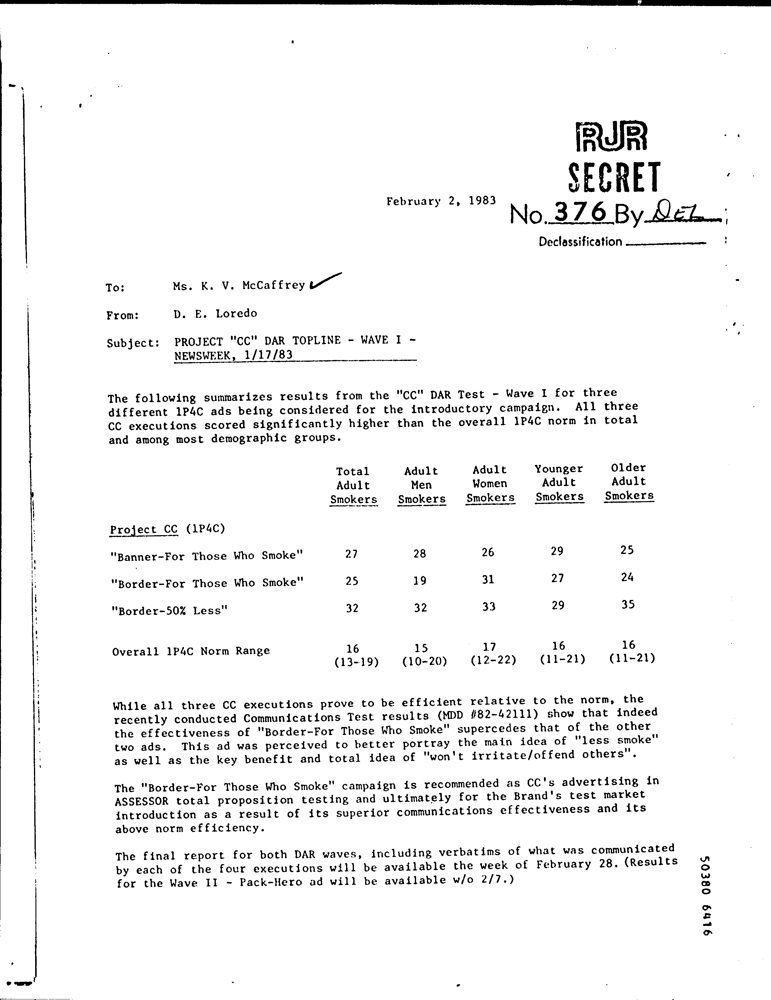 RJR
SECRET
February 2, 1983
No. 376 By
Declassification
To: Ms. K. V. McCaffrey
From: D. E. Loredo
Subject: PROJECT "CC" DAR TOPLINE - WAVE I -
NEWSWEEK, 1/17/83
The following summarizes results from the "CC" DAR Test - Wave I for three
different 1P4C ads being considered for the introductory campaign. All three
CC executions scored significantly higher than the overall 1P4C norm in total
and among most demographic groups.
Total Adult Adult Younger Older
Adult Men Women Adult Adult
Smokers Smokers Smokers Smokers Smokers
Project CC (1P4C)
"Banner-For Those Who Smoke" 27 28 26 29 25
"Border-For Those Who Smoke" 25 19 31 27 24
"Border-50% Less" 32 32 33 29 35
Overall 1P4C Norm Range 16 15 17 16 16
(13-19) (10-20) (12-22) (11-21) (11-21)
While all three CC executions prove to be efficient relative to the norm, the
recently conducted Communications Test results (MDD #82-42111) show that indeed
the effectiveness of "Border-For Those Who Smoke" supercedes that of the other
two ads. This ad was perceived to better portray the main idea of "less smoke"
as well as the key benefit and total idea of "won't irritate/offend others".
The "Border-For Those Who Smoke" campaign is recommended as CC's advertising in
ASSESSOR total proposition testing and ultimately for the Brand's test market
introduction as a result of its superior communications effectiveness and its
above norm efficiency.
The final report for both DAR waves, including verbatims of what was communicated
by each of the four executions will be available the week of February 28. (Results
for the Wave II - Pack-Hero ad will be available w/o 2/7.)
50380 6416